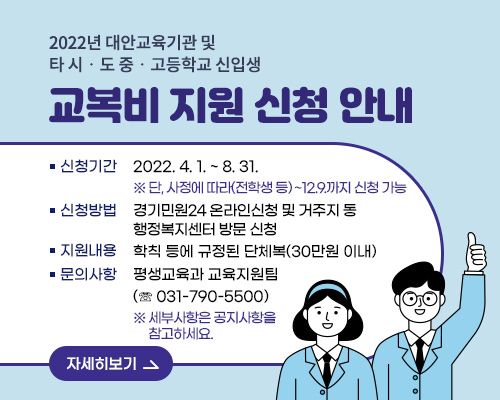 2022년 대안교육기관 및
타 시 · 도 중 · 고등학교 신입생
교복비 지원 신청 안내
신청기간 2022. 4. 1. ~ 8. 31.
※ 단, 사정에 따라(전학생 등) ~12.9.까지 신청 가능
신청방법 경기민원24 온라인신청 및 거주지 동
행정복지센터 방문 신청
지원내용 학칙 등에 규정된 단체복(30만원 이내)
문의사항 평생교육과 교육지원팀
(☏ 031-790-5500)
※ 세부사항은 공지사항을
참고하세요.
자세히보기